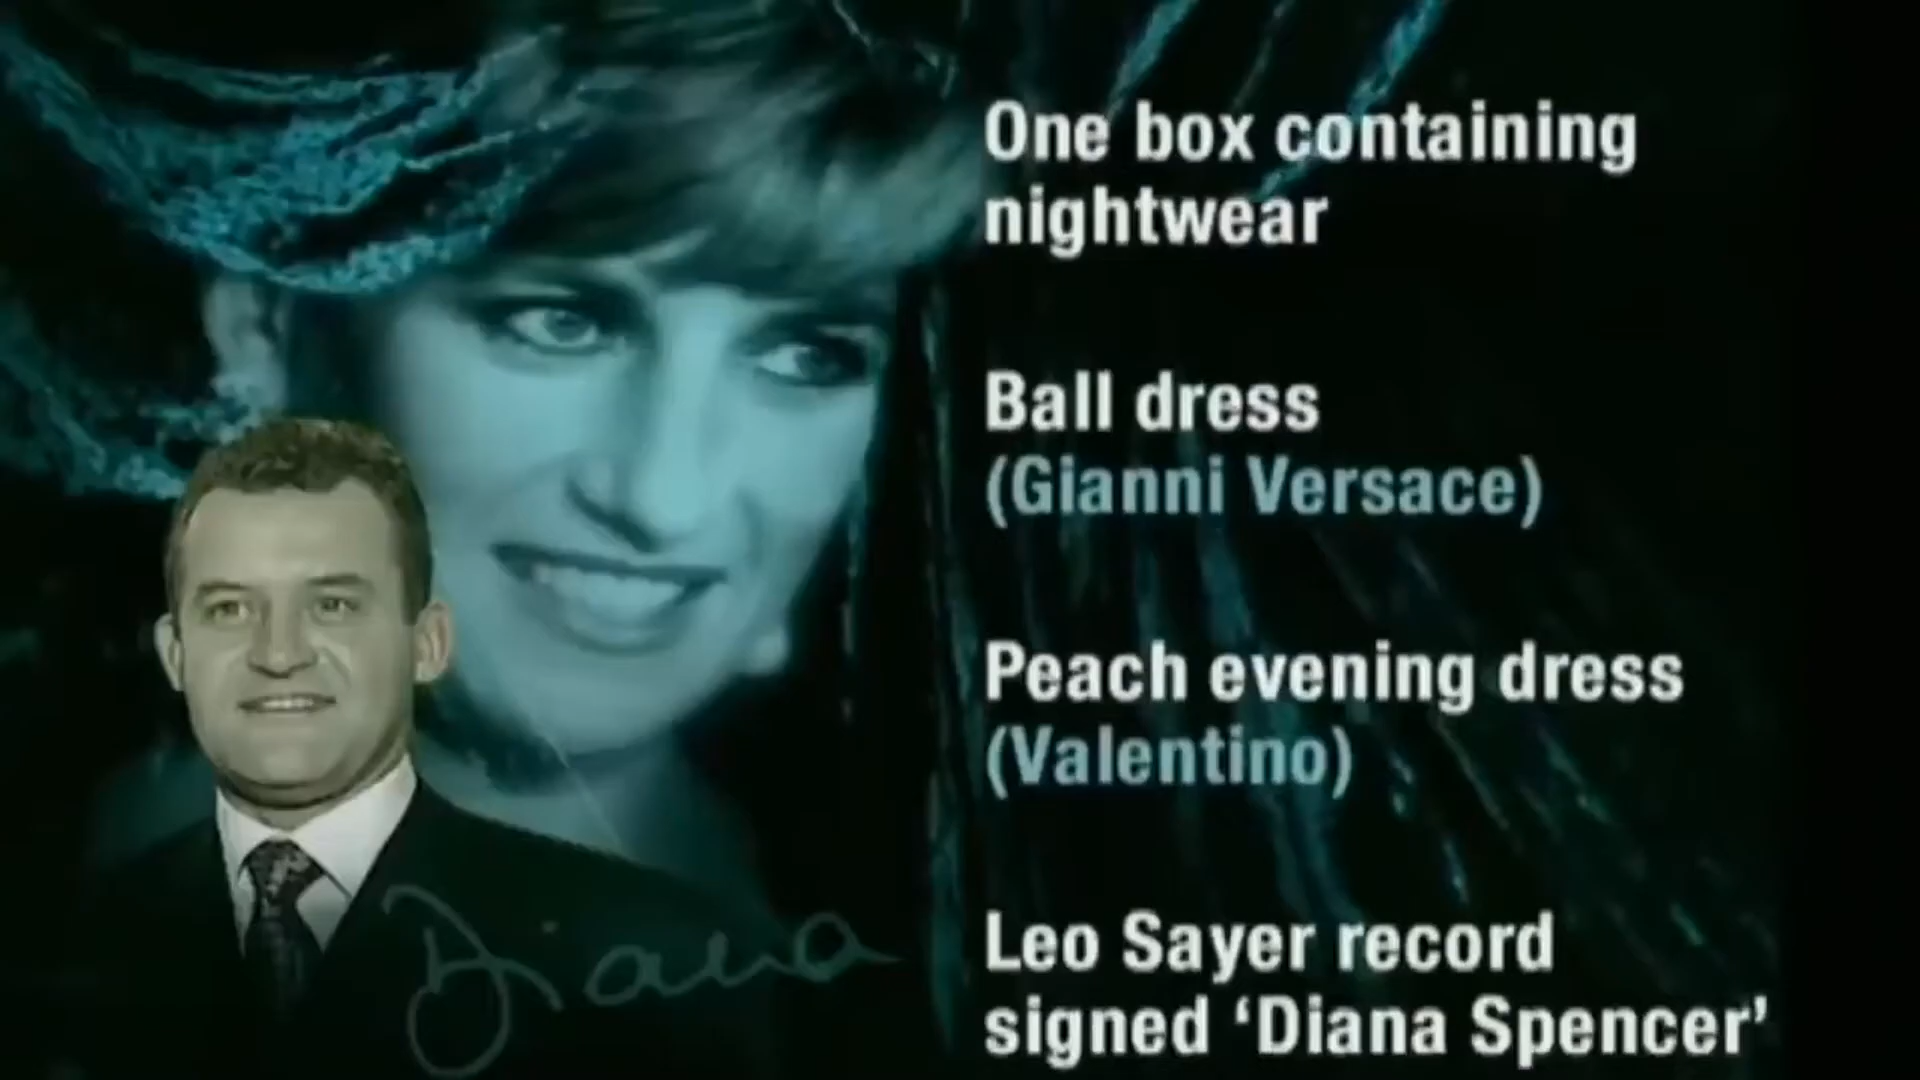 One box containing
nightwear
Ball dress
(Gianni Versace)
Peach evening dress
(Valentino)
Leo Sayer record
signed ‘Diana Spencer’
Diana